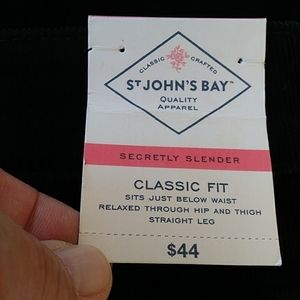 CLASSIC CRAFTED
ST JOHN'S BAY™
QUALITY
APPAREL
SECRETLY SLENDER
CLASSIC FIT
SITS JUST BELOW WAIST
RELAXED THROUGH HIP AND THIGH
STRAIGHT LEG
$44